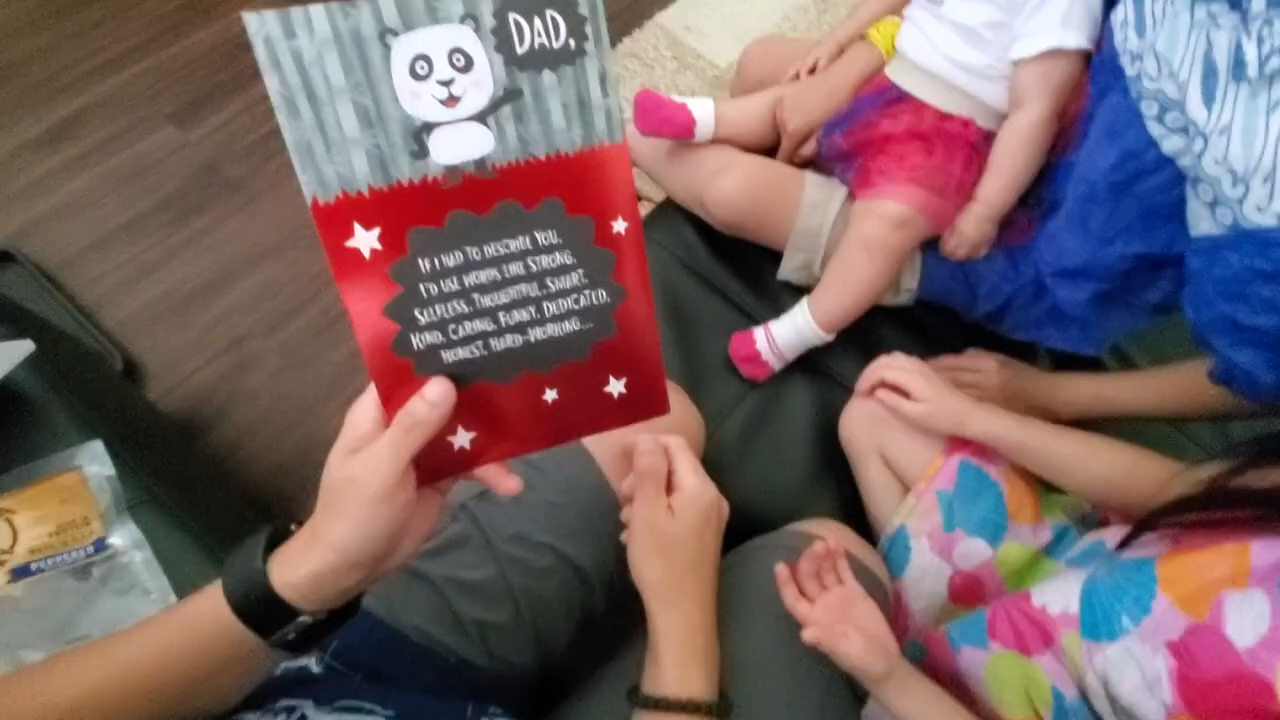 DAD,
IF I HAD TO DESCRIBE YOU,
I'D USE WORDS LIKE STRONG,
SELFLESS, THOUGHTFUL, SMART,
KIND, CARING, FUNNY, DEDICATED,
HONEST, HARD-WORKING...
PEPPERED